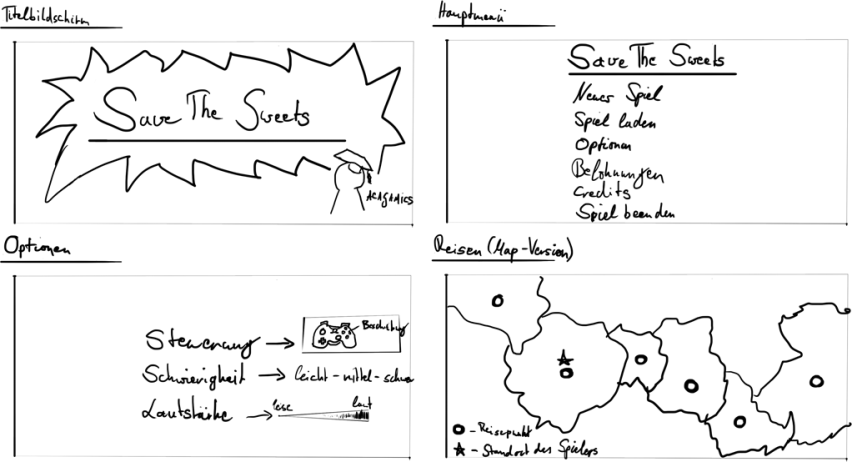 Titelbildschirm
Save The Sweets
ACAGAMICS
Hauptmenü
Save The Sweets
Neues Spiel
Spiel laden
Optionen
Belohnungen
Credits
Spiel beenden
Optionen
Steuerung → Beschriftung
Schwierigkeit → leicht - mittel - schwer
Lautstärke → leise laut
Reisen (Map-Version)
- Reisepunkt
- Standort des Spielers